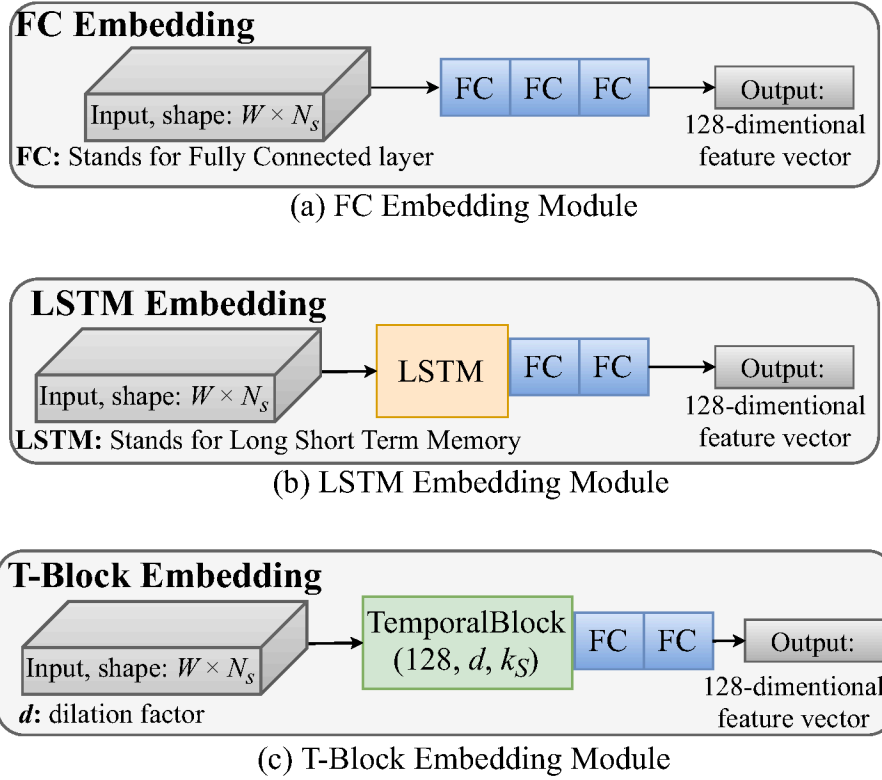 FC Embedding
Input, shape: W × Nₛ
FC FC FC
Output:
128-dimentional
feature vector
FC: Stands for Fully Connected layer
(a) FC Embedding Module
LSTM Embedding
Input, shape: W × Nₛ
LSTM FC FC
Output:
128-dimentional
feature vector
LSTM: Stands for Long Short Term Memory
(b) LSTM Embedding Module
T-Block Embedding
Input, shape: W × Nₛ
TemporalBlock
(128, d, k_S)
FC FC
Output:
128-dimentional
feature vector
d: dilation factor
(c) T-Block Embedding Module